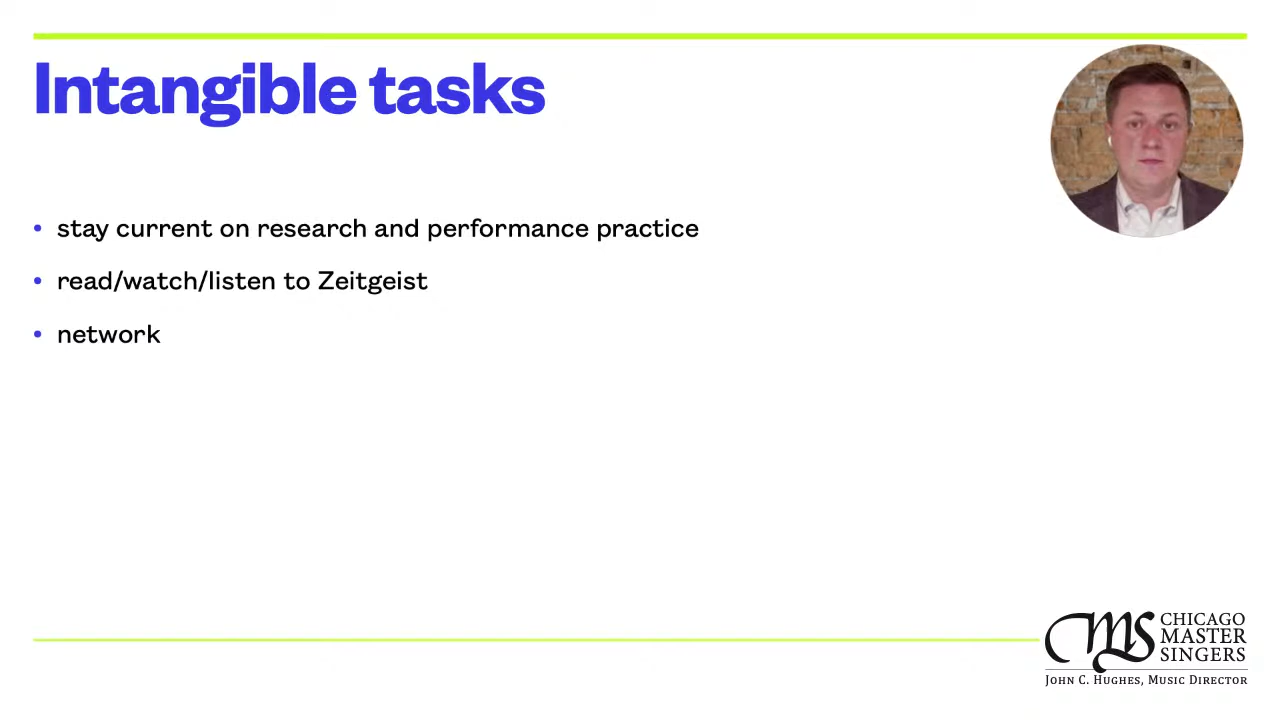 Intangible tasks
• stay current on research and performance practice
• read/watch/listen to Zeitgeist
• network
CMS
CHICAGO
MASTER
SINGERS
JOHN C. HUGHES, MUSIC DIRECTOR